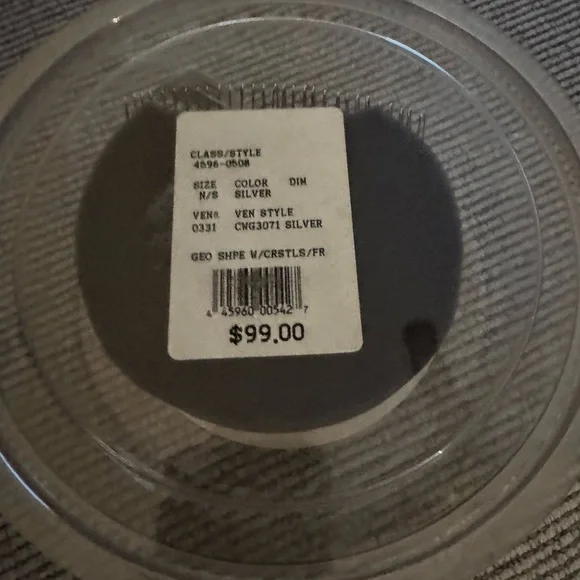 CLASS/STYLE
4596-0508
SIZE COLOR DIM
N/S SILVER
VEN# VEN STYLE
0331 CWG3071 SILVER
GEO SHPE W/CRSTLS/FR
4 45960 00542 7
$99.00